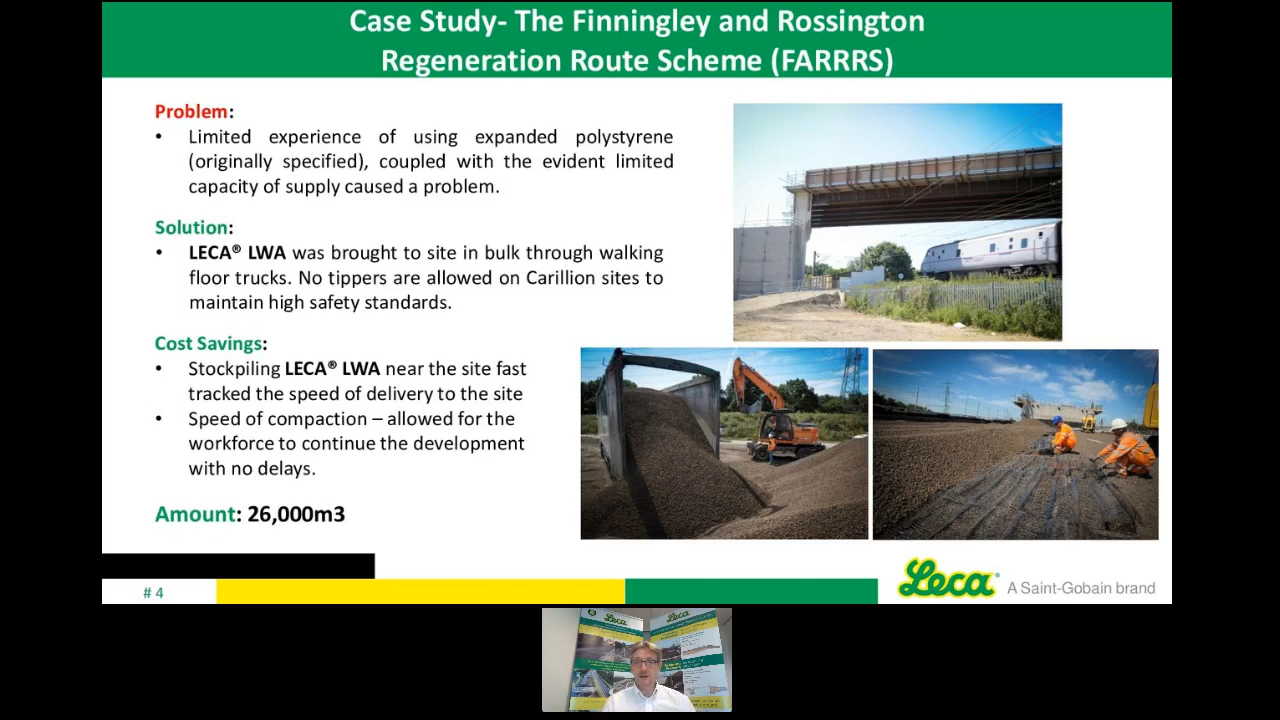 Case Study- The Finningley and Rossington
Regeneration Route Scheme (FARRRS)
Problem:
• Limited experience of using expanded polystyrene
(originally specified), coupled with the evident limited
capacity of supply caused a problem.
Solution:
• LECA® LWA was brought to site in bulk through walking
floor trucks. No tippers are allowed on Carillion sites to
maintain high safety standards.
Cost Savings:
• Stockpiling LECA® LWA near the site fast
tracked the speed of delivery to the site
• Speed of compaction – allowed for the
workforce to continue the development
with no delays.
Amount: 26,000m3
# 4
Leca® A Saint-Gobain brand
Leca Leca